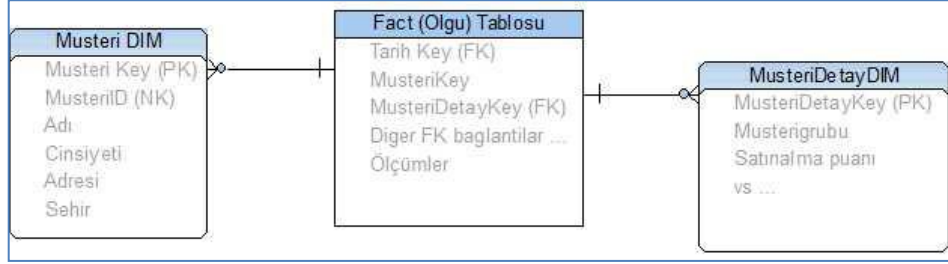 Musteri DIM
Musteri Key (PK)
MusteriID (NK)
Adı
Cinsiyeti
Adresi
Sehir
Fact (Olgu) Tablosu
Tarih Key (FK)
MusteriKey
MusteriDetayKey (FK)
Diger FK baglantilar ...
Ölçümler
MusteriDetayDIM
MusteriDetayKey (PK)
Musterigrubu
Satınalma puanı
vs ...